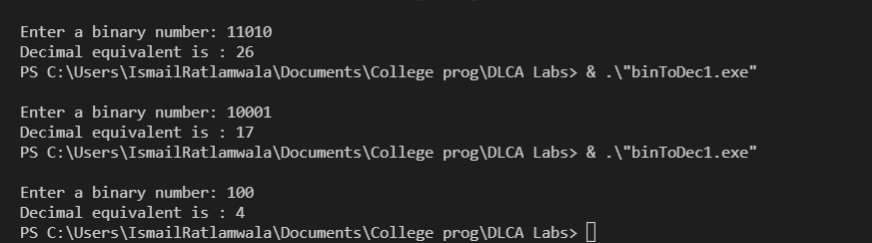 Enter a binary number: 11010
Decimal equivalent is : 26
PS C:\Users\IsmailRatlamwala\Documents\College prog\DLCA Labs> & .\"binToDec1.exe"
Enter a binary number: 10001
Decimal equivalent is : 17
PS C:\Users\IsmailRatlamwala\Documents\College prog\DLCA Labs> & .\"binToDec1.exe"
Enter a binary number: 100
Decimal equivalent is : 4
PS C:\Users\IsmailRatlamwala\Documents\College prog\DLCA Labs>